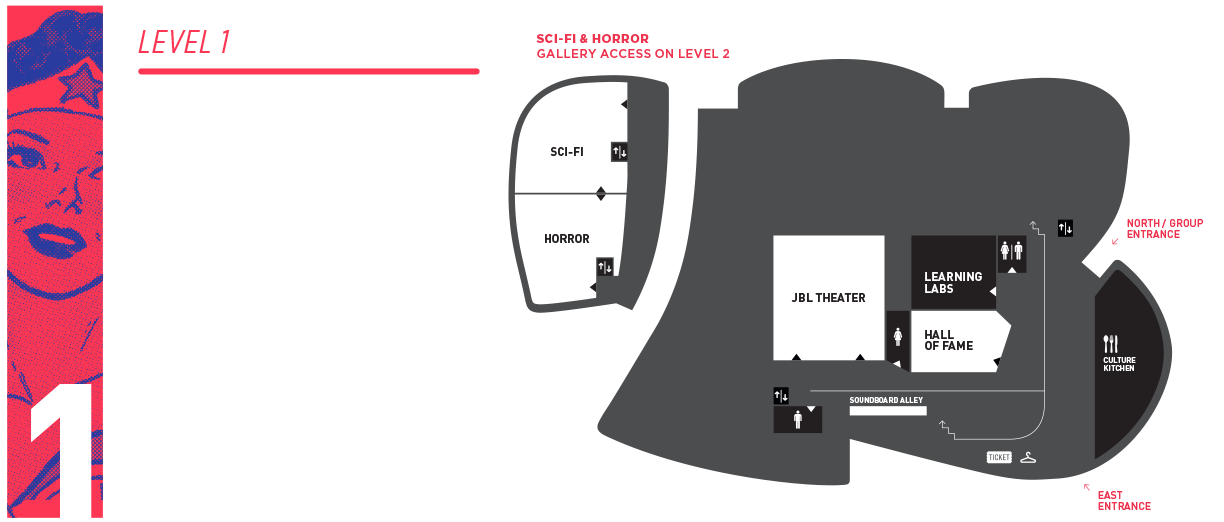 LEVEL 1
SCI-FI & HORROR
GALLERY ACCESS ON LEVEL 2
SCI-FI
HORROR
NORTH / GROUP
ENTRANCE
LEARNING
LABS
JBL THEATER
HALL
OF FAME
CULTURE
KITCHEN
SOUNDBOARD ALLEY
1
TICKET
EAST
ENTRANCE